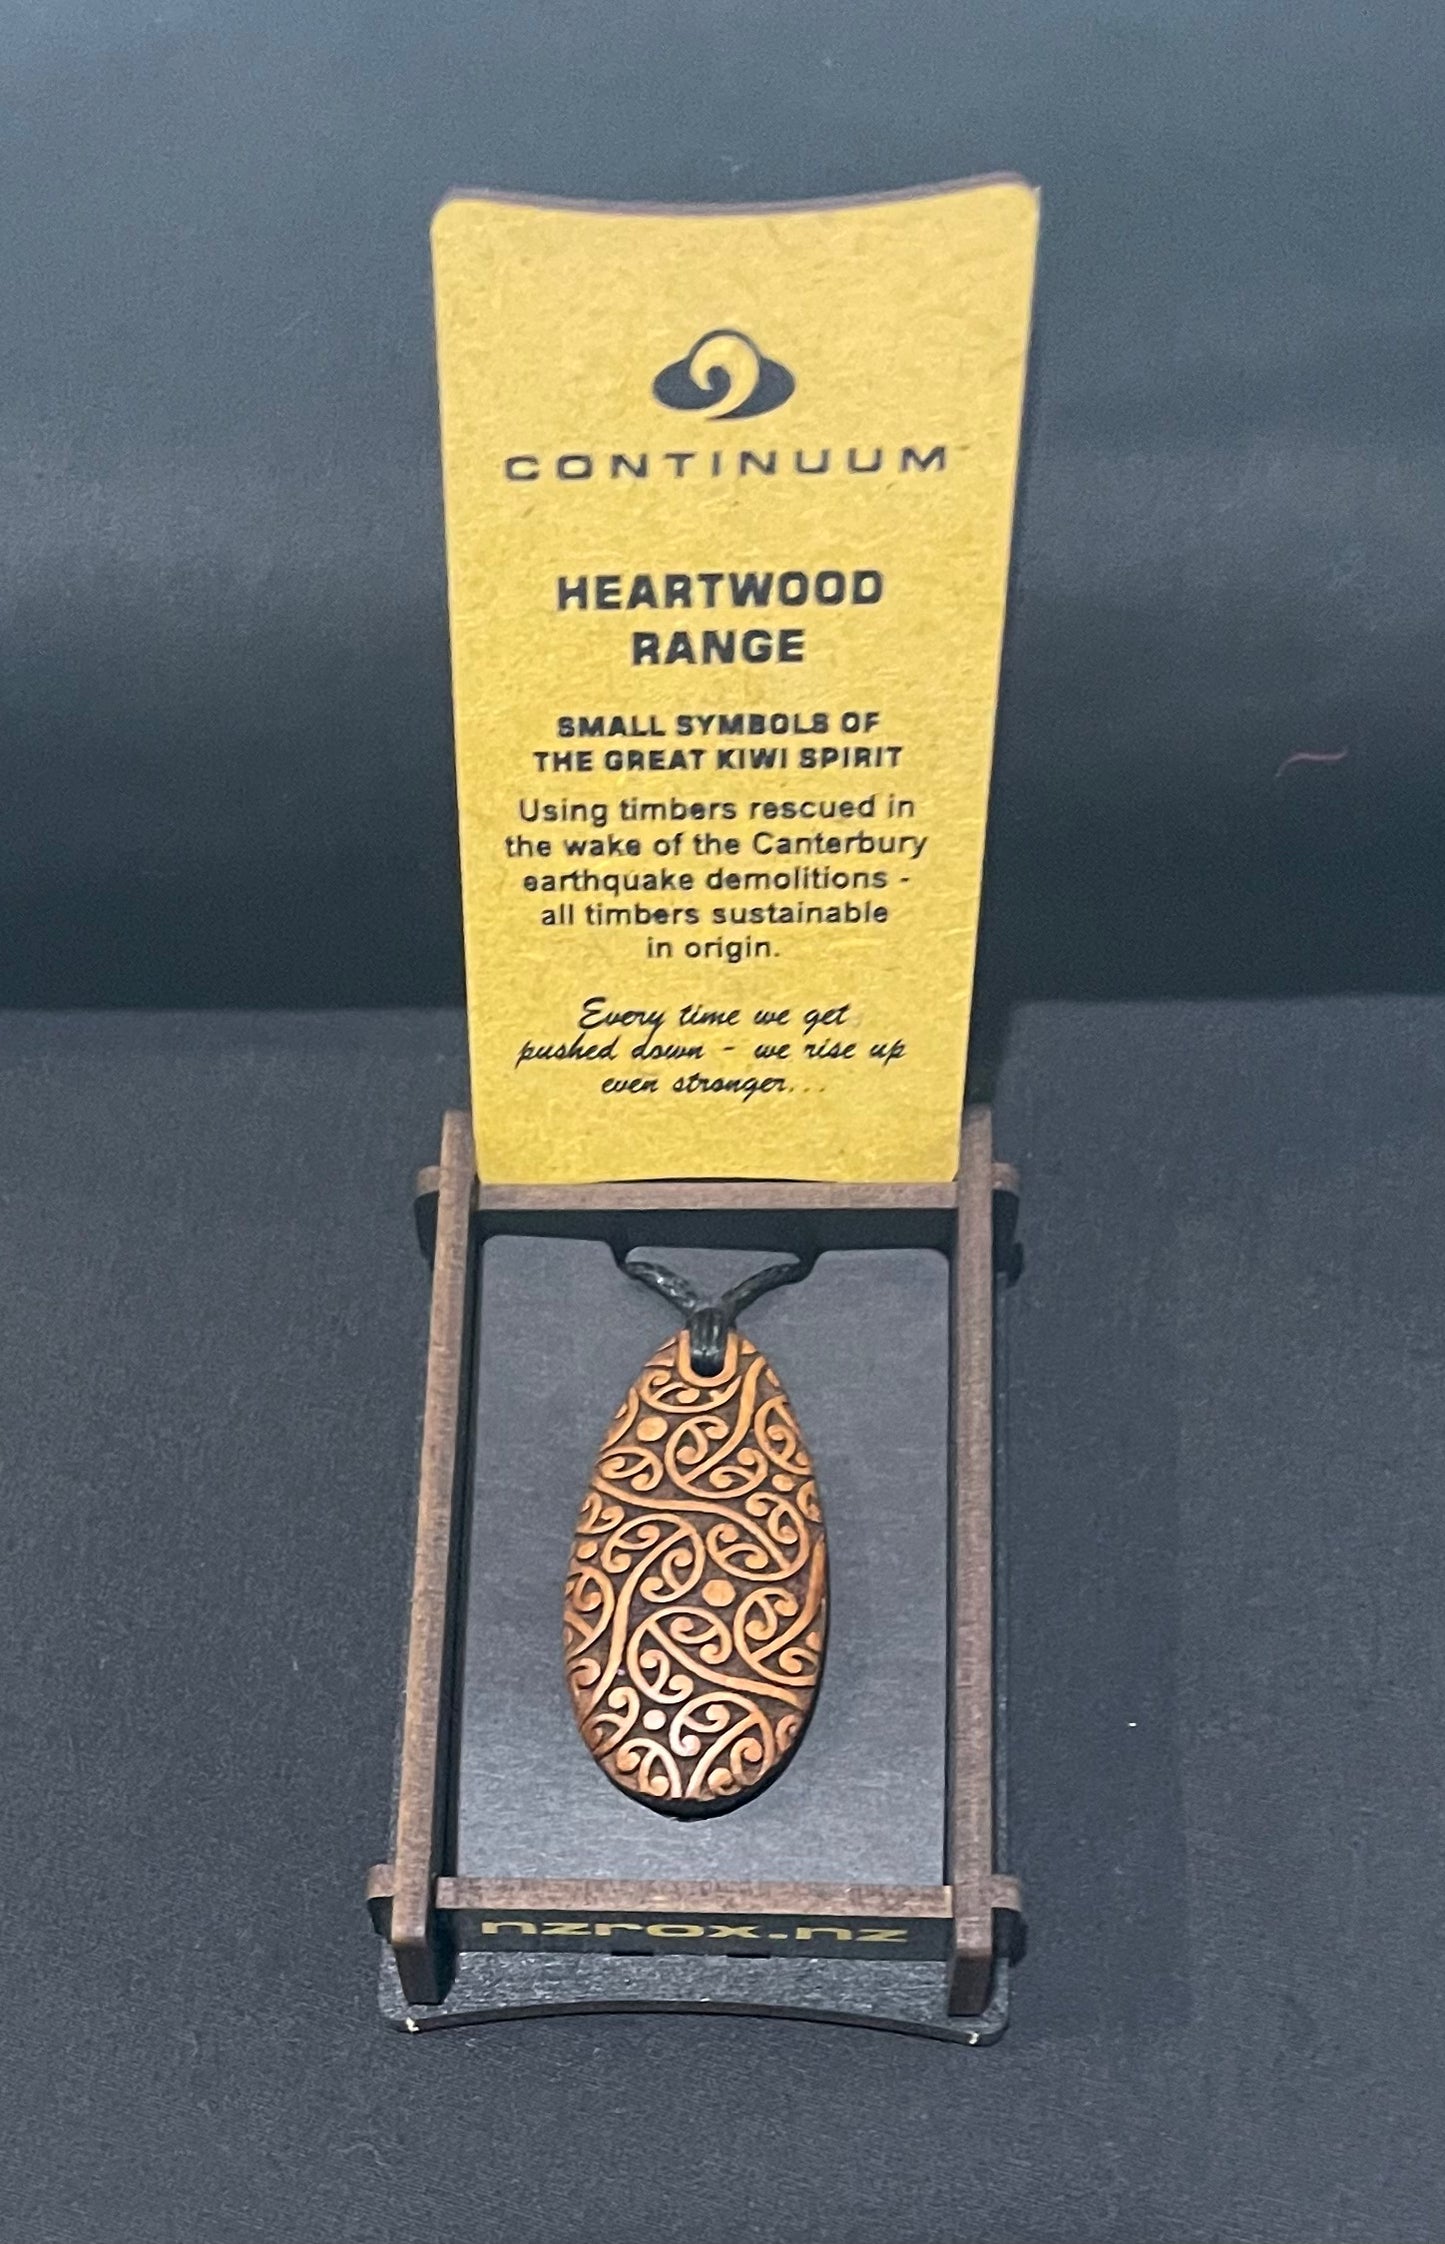 CONTINUUM
HEARTWOOD
RANGE
SMALL SYMBOLS OF
THE GREAT KIWI SPIRIT
Using timbers rescued in
the wake of the Canterbury
earthquake demolitions -
all timbers sustainable
in origin.
Every time we get
pushed down - we rise up
even stronger...
nzrox.nz